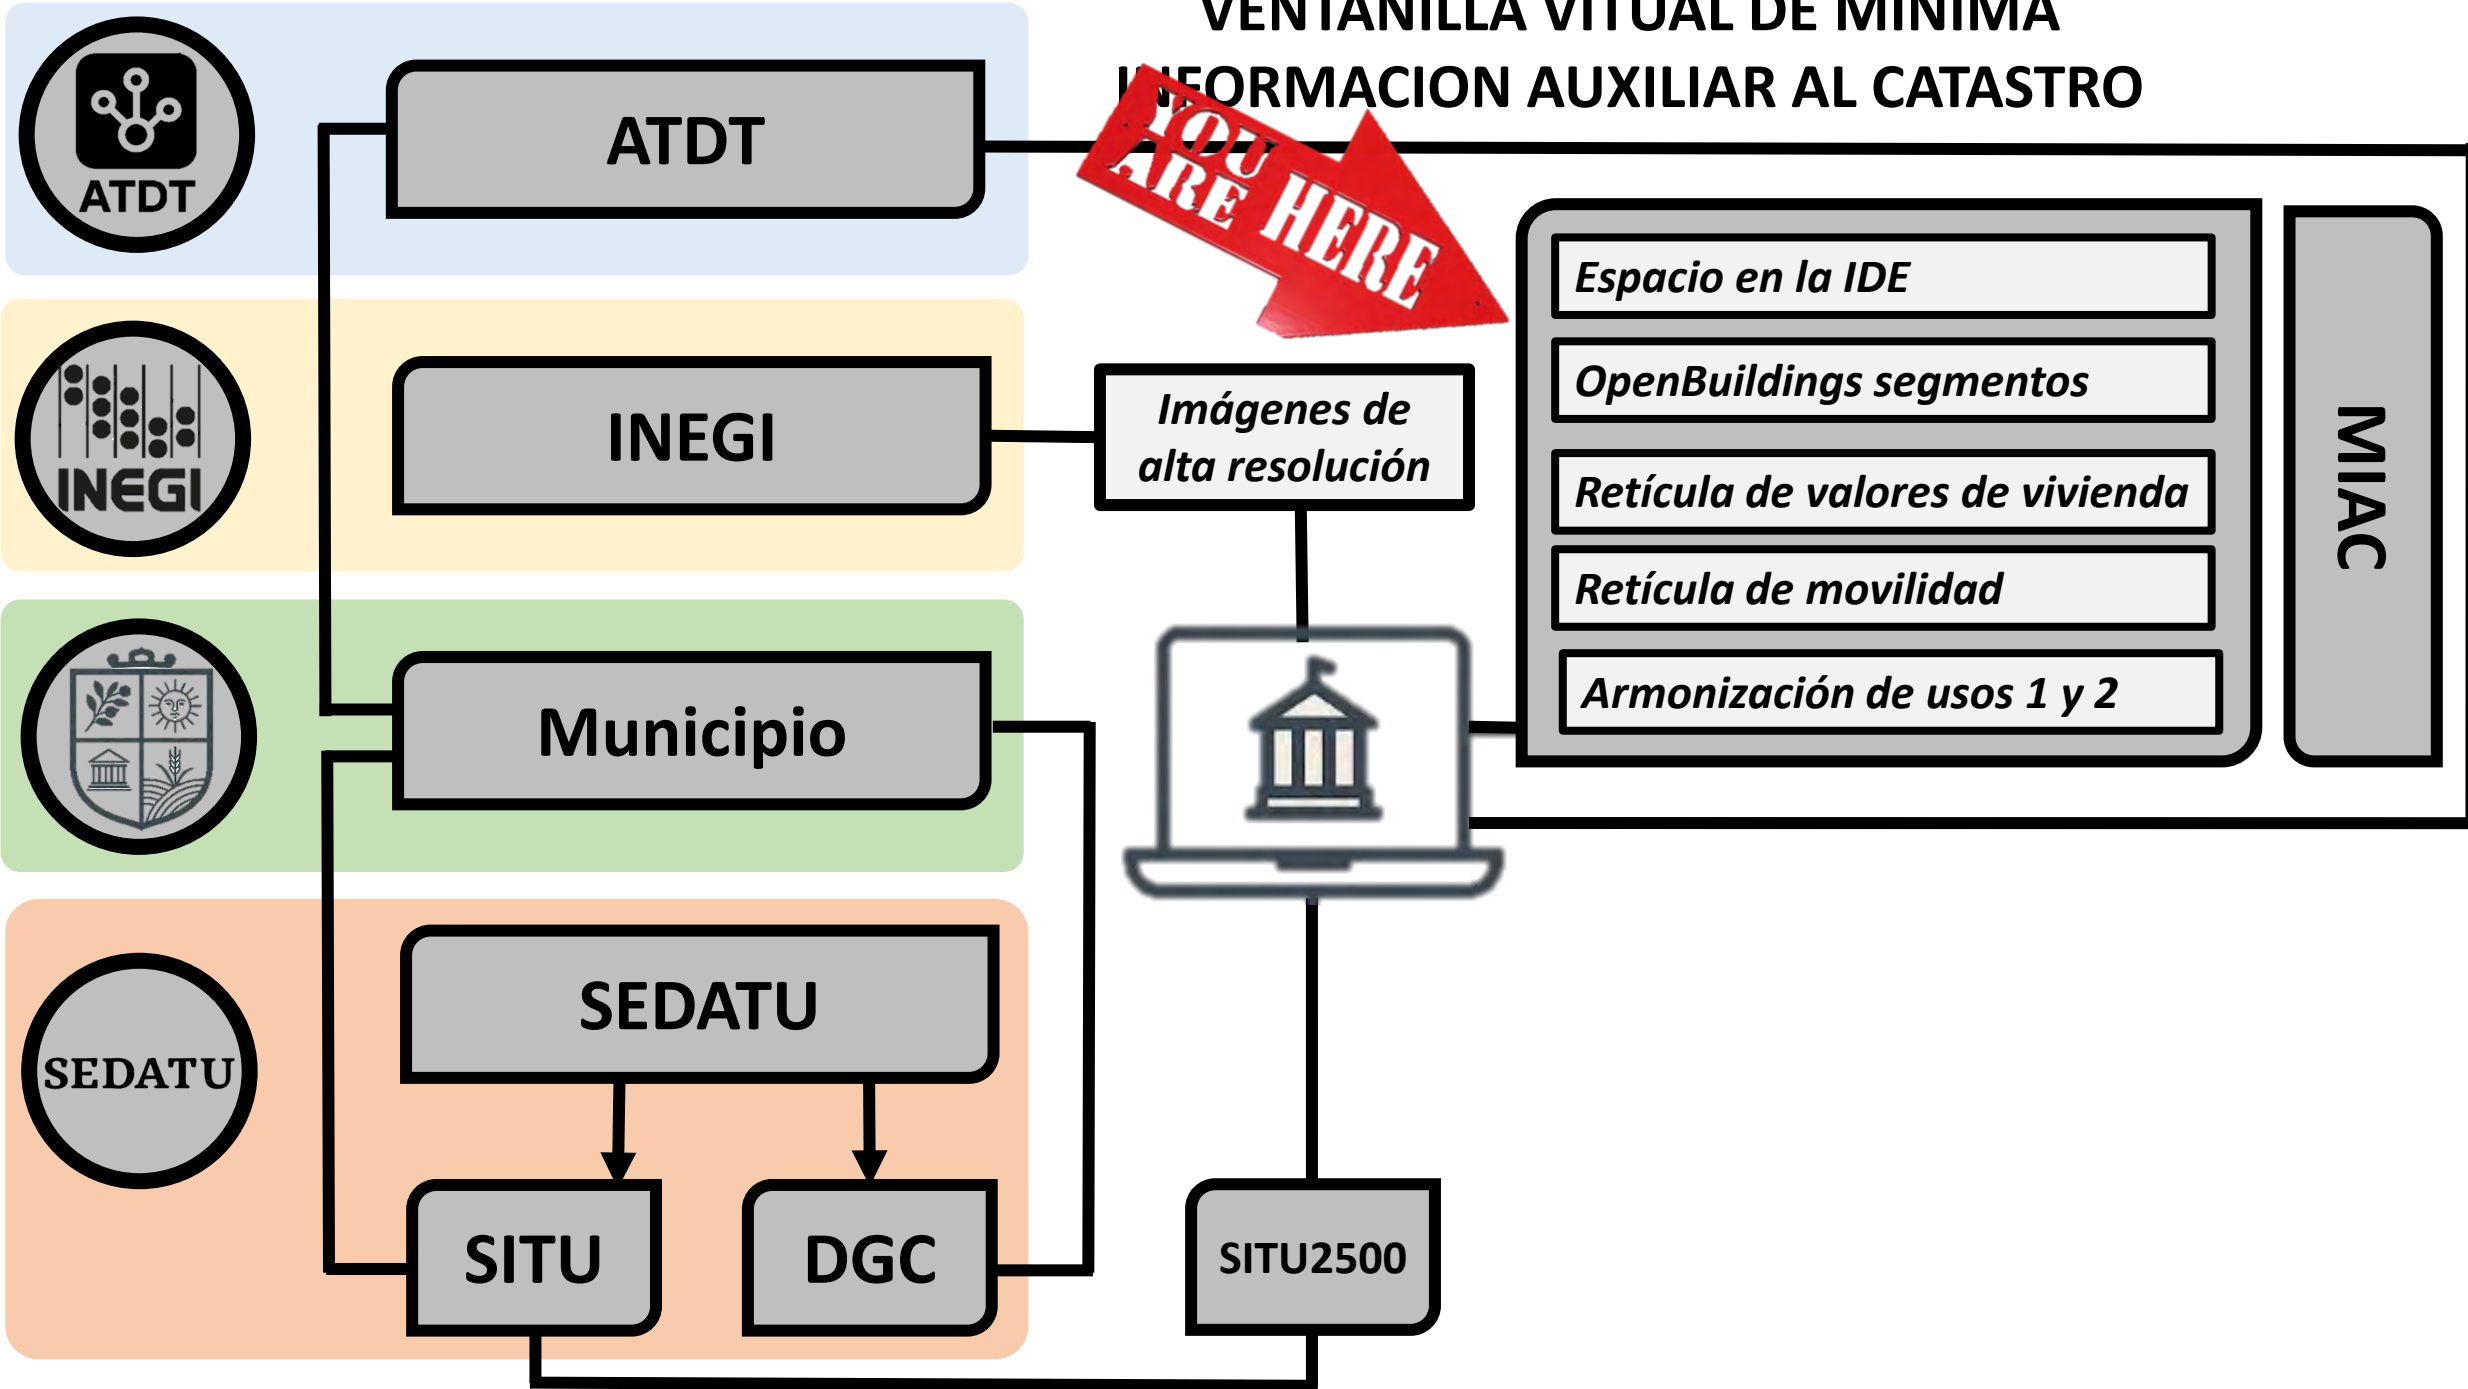 VENTANILLA VITUAL DE MINIMA
INFORMACION AUXILIAR AL CATASTRO
ATDT
ATDT
YOU
ARE HERE
Espacio en la IDE
OpenBuildings segmentos
Retícula de valores de vivienda
Retícula de movilidad
Armonización de usos 1 y 2
MIAC
INEGI
INEGI
Imágenes de
alta resolución
Municipio
SEDATU
SEDATU
SITU
DGC
SITU2500